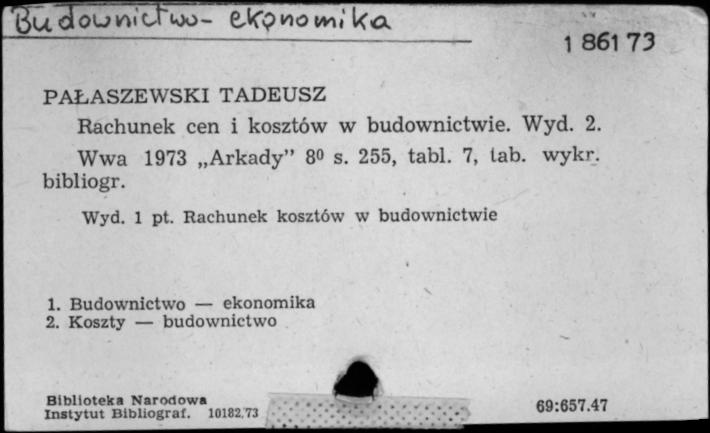 Budownictwo - ekonomika
1 861 73
PAŁASZEWSKI TADEUSZ
Rachunek cen i kosztów w budownictwie. Wyd. 2.
Wwa 1973 „Arkady” 8⁰ s. 255, tabl. 7, tab. wykr.
bibliogr.
Wyd. 1 pt. Rachunek kosztów w budownictwie
1. Budownictwo — ekonomika
2. Koszty — budownictwo
Biblioteka Narodowa
Instytut Bibliograf. 10182.73
69:657.47